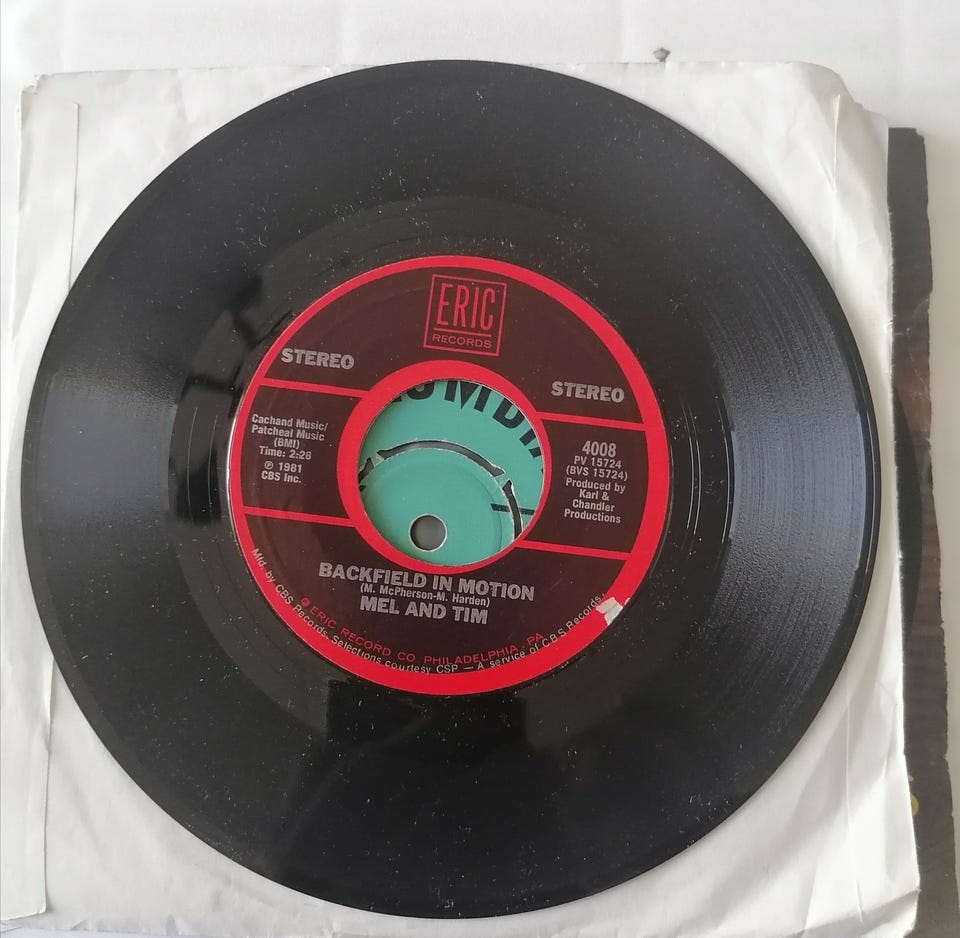 ERIC
RECORDS
STEREO
STEREO
Cachand Music/
Patcheal Music
(BMI)
Time: 2:28
℗ 1981
CBS Inc.
4008
PV 15724
(BVS 15724)
Produced by
Karl &
Chandler
Productions
BACKFIELD IN MOTION
(M. McPherson-M. Harden)
MEL AND TIM
ERIC RECORD CO PHILADELPHIA, PA.
Mfd. by CBS Records. Selections courtesy CSP — A service of CBS Records.